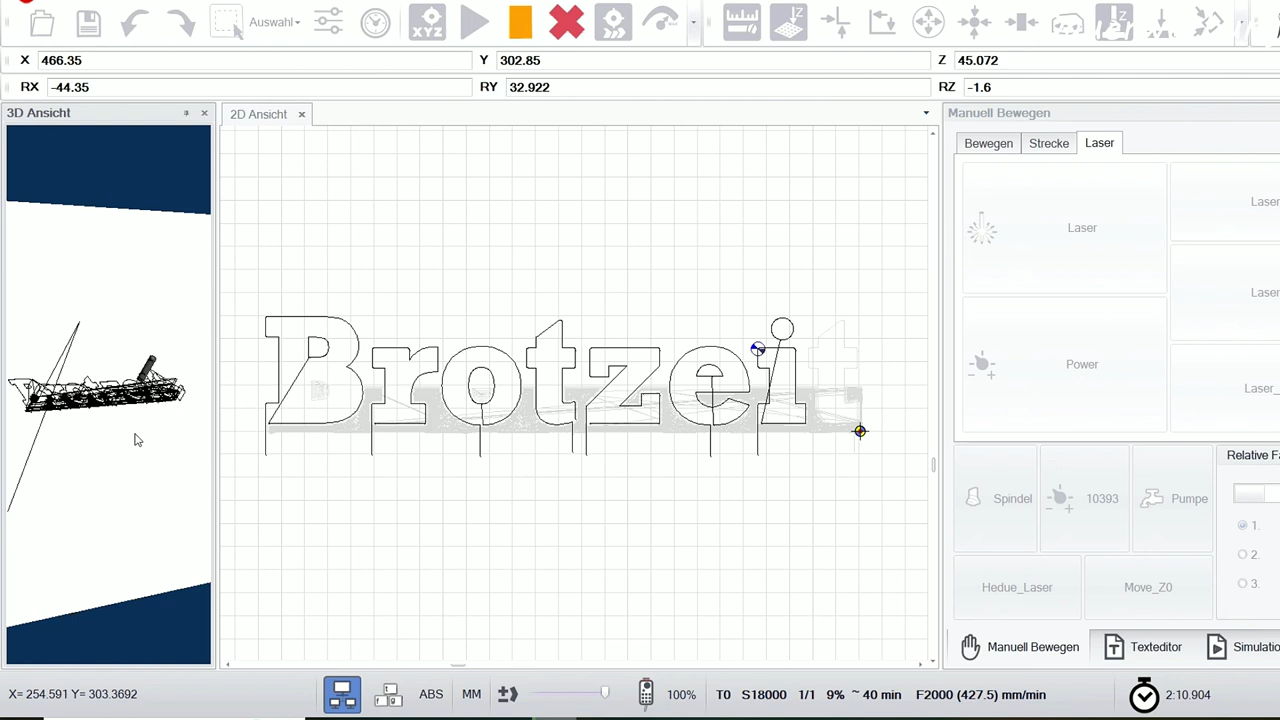 Auswahl
X 466.35 Y 302.85 Z 45.072
RX -44.35 RY 32.922 RZ -1.6
3D Ansicht
2D Ansicht
Manuell Bewegen
Bewegen Strecke Laser
Laser
Laser
Laser
Power
Laser_
Brotzeit
Relative Fa
Spindel 10393 Pumpe
1.
2.
3.
Hedue_Laser Move_Z0
Manuell Bewegen Texteditor Simulatio
X= 254.591 Y= 303.3692 ABS MM 100% T0 S18000 1/1 9% ~ 40 min F2000 (427.5) mm/min 2:10.904